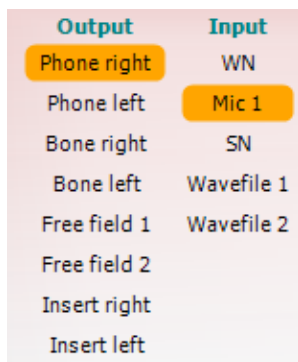 Output Input
Phone right WN
Phone left Mic 1
Bone right SN
Bone left Wavefile 1
Free field 1 Wavefile 2
Free field 2
Insert right
Insert left